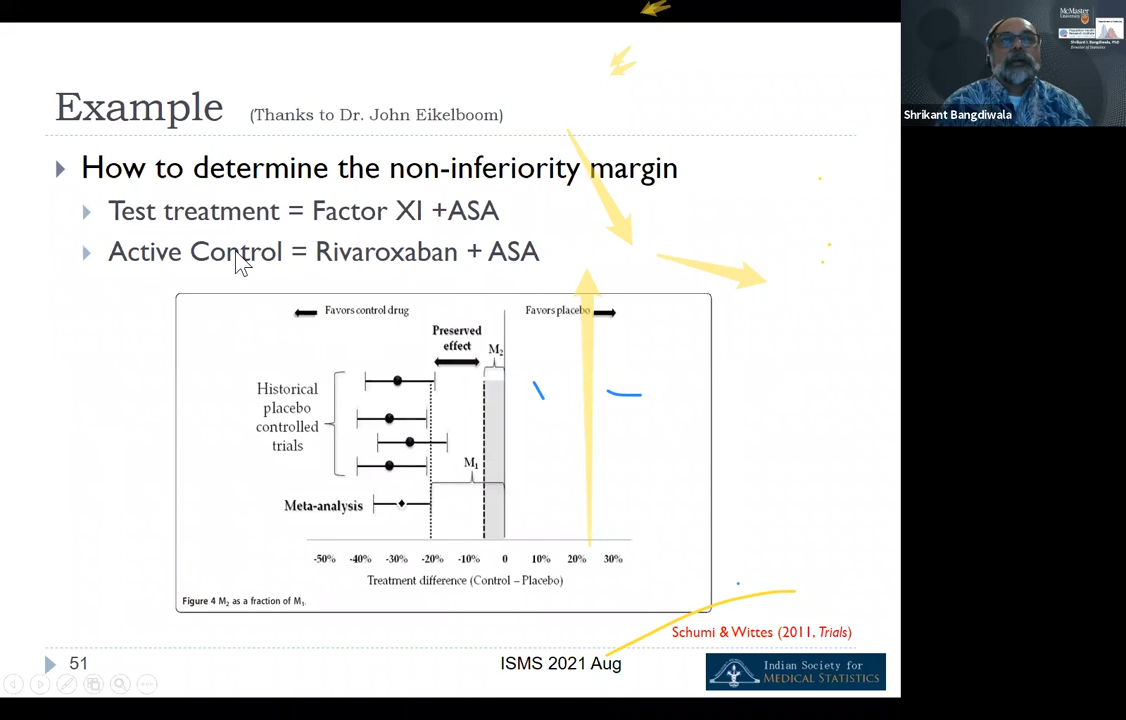 McMaster
University
Shrikant Bangdiwala
Example (Thanks to Dr. John Eikelboom)
How to determine the non-inferiority margin
Test treatment = Factor XI +ASA
Active Control = Rivaroxaban + ASA
Favors control drug
Favors placebo
Preserved
effect
M2
Historical
placebo
controlled
trials
M1
Meta-analysis
-50% -40% -30% -20% -10% 0 10% 20% 30%
Treatment difference (Control – Placebo)
Figure 4 M2 as a fraction of M1.
Schumi & Wittes (2011, Trials)
51
ISMS 2021 Aug
Indian Society for
MEDICAL STATISTICS